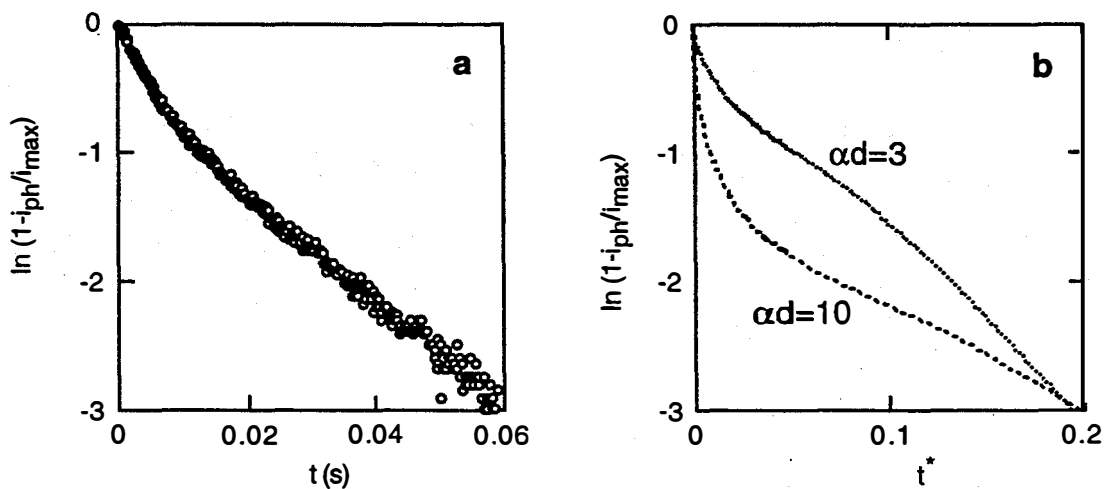 a
ln (1-iph/imax)
0
-1
-2
-3
0
0.02
0.04
0.06
t (s)
b
ln (1-iph/imax)
0
-1
-2
-3
αd=3
αd=10
0
0.1
0.2
t*